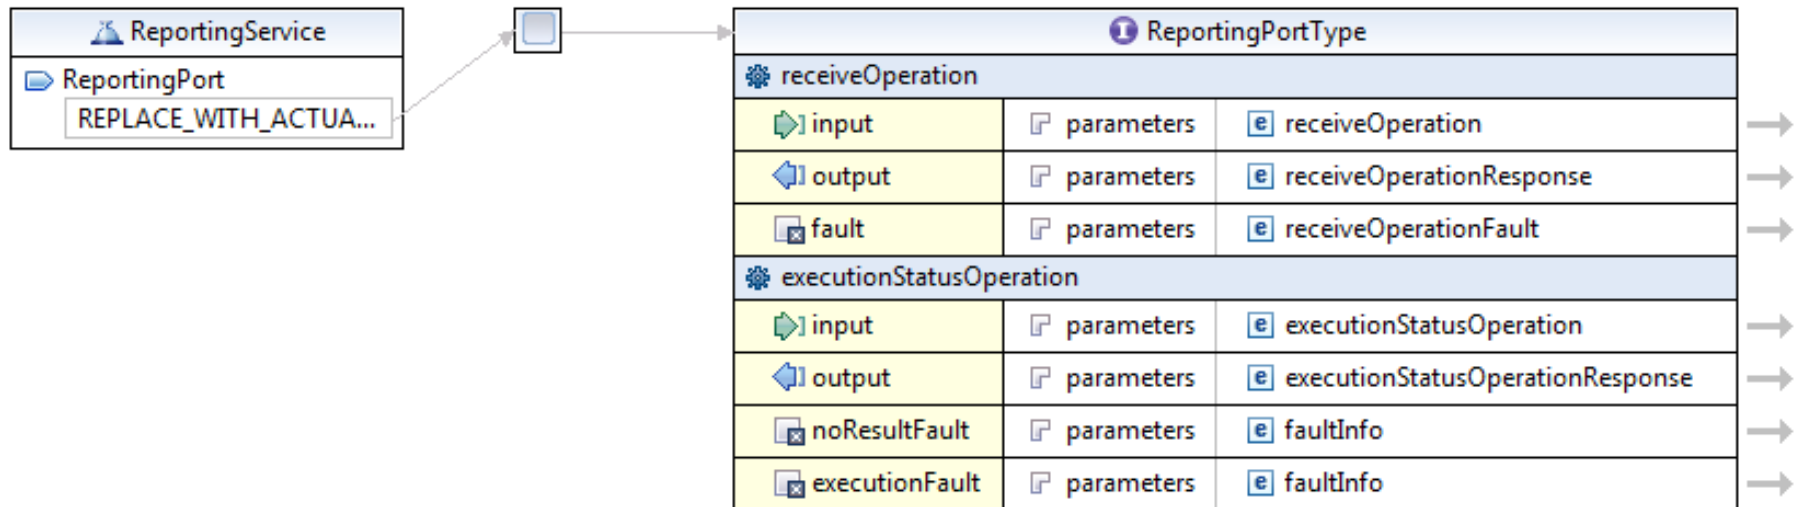 ReportingService
ReportingPort
REPLACE_WITH_ACTUA...
ReportingPortType
receiveOperation
input parameters e receiveOperation
output parameters e receiveOperationResponse
fault parameters e receiveOperationFault
executionStatusOperation
input parameters e executionStatusOperation
output parameters e executionStatusOperationResponse
noResultFault parameters e faultInfo
executionFault parameters e faultInfo